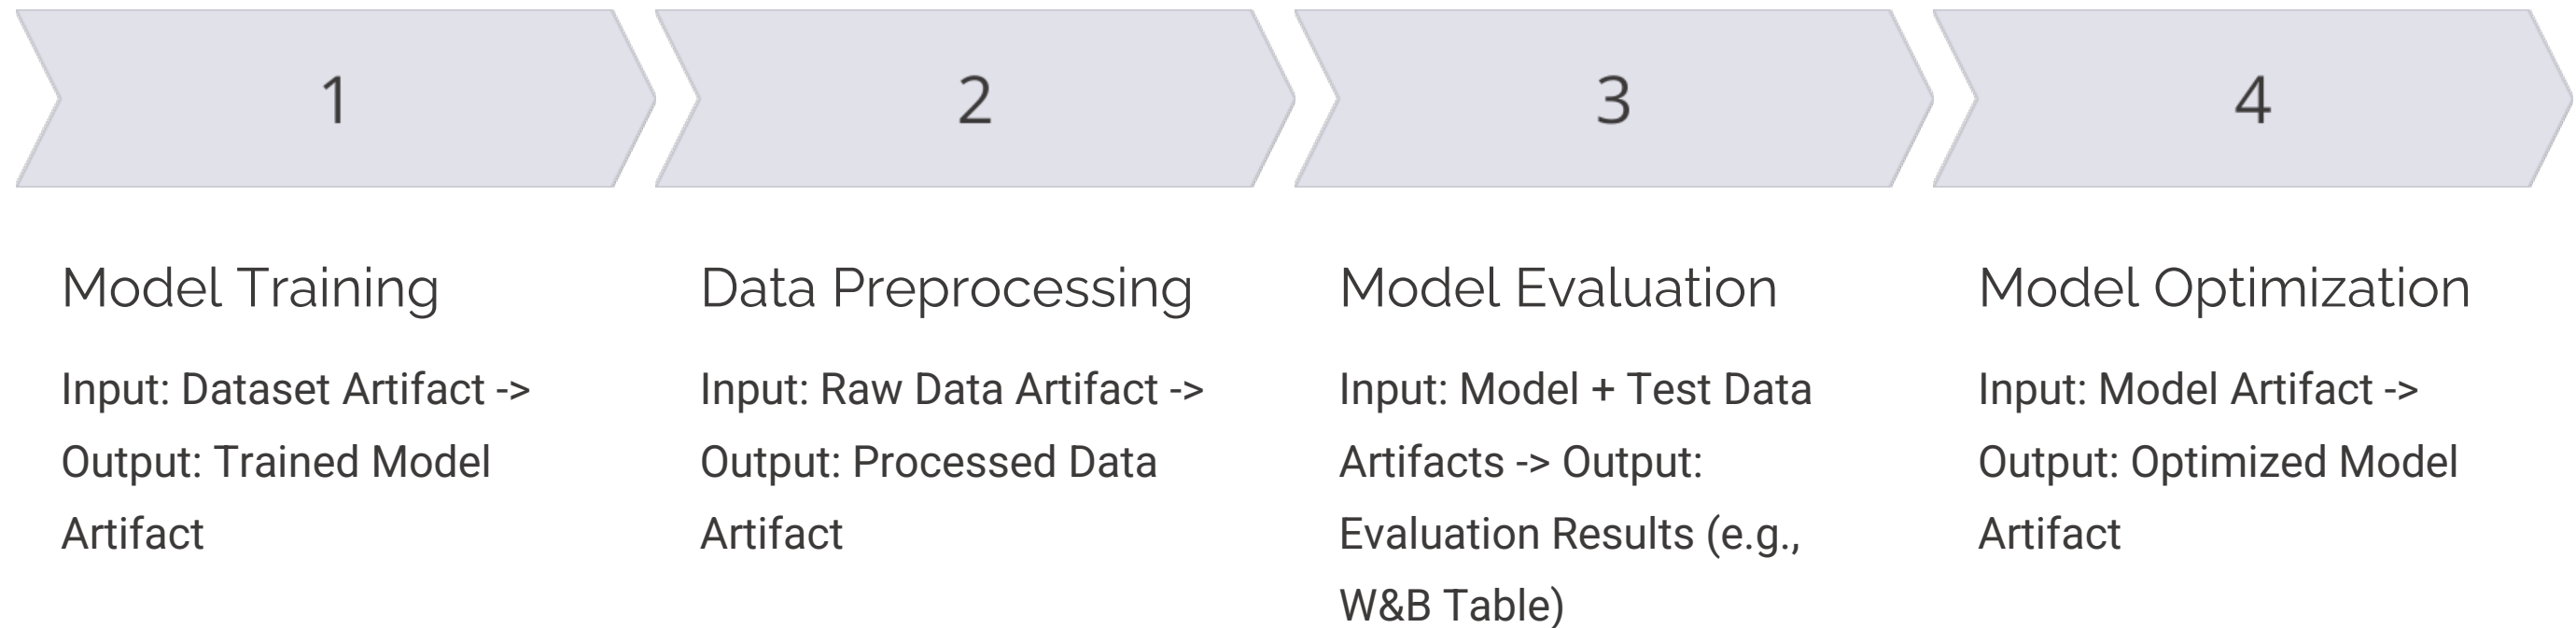 1
Model Training
Input: Dataset Artifact ->
Output: Trained Model
Artifact
2
Data Preprocessing
Input: Raw Data Artifact ->
Output: Processed Data
Artifact
3
Model Evaluation
Input: Model + Test Data
Artifacts -> Output:
Evaluation Results (e.g.,
W&B Table)
4
Model Optimization
Input: Model Artifact ->
Output: Optimized Model
Artifact